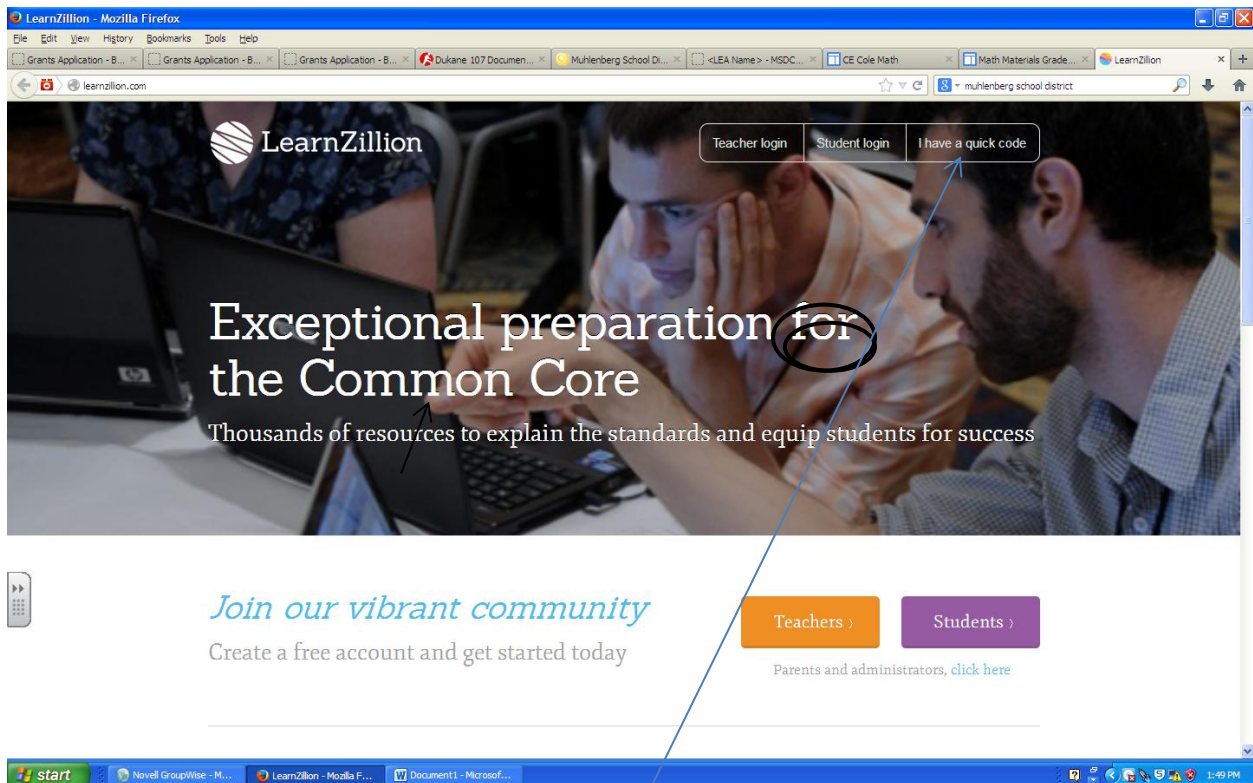 LearnZillion - Mozilla Firefox
File Edit View History Bookmarks Tools Help
Grants Application - B... Grants Application - B... Grants Application - B... Dukane 107 Documen... Muhlenberg School Di... <LEA Name> - MSDC... CE Cole Math Math Materials Grade... LearnZillion
learnzillion.com muhlenberg school district
LearnZillion Teacher login Student login I have a quick code
Exceptional preparation for
the Common Core
Thousands of resources to explain the standards and equip students for success
Join our vibrant community
Create a free account and get started today
Teachers Students
Parents and administrators, click here
start Novell GroupWise - M... LearnZillion - Mozilla F... Document1 - Microsof... 1:49 PM